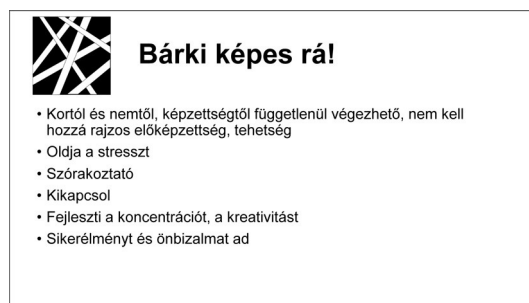 Bárki képes rá!
• Kortól és nemtől, képzettségtől függetlenül végezhető, nem kell
hozzá rajzos előképzettség, tehetség
• Oldja a stresszt
• Szórakoztató
• Kikapcsol
• Fejleszti a koncentrációt, a kreativitást
• Sikerélményt és önbizalmat ad